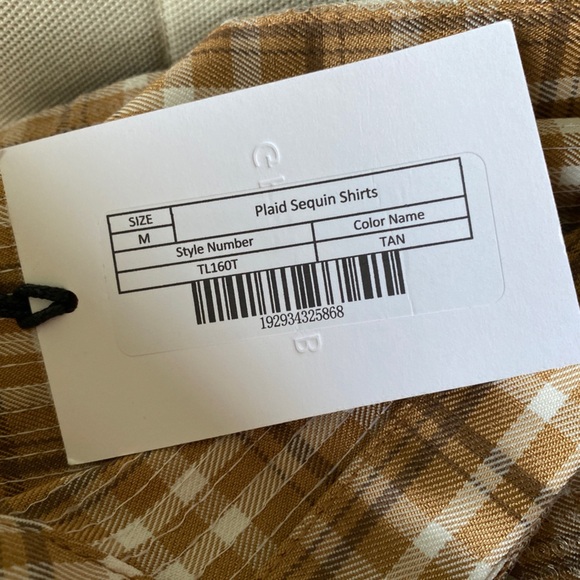 SIZE
Plaid Sequin Shirts
M
Style Number
Color Name
TL160T
TAN
192934325868
B